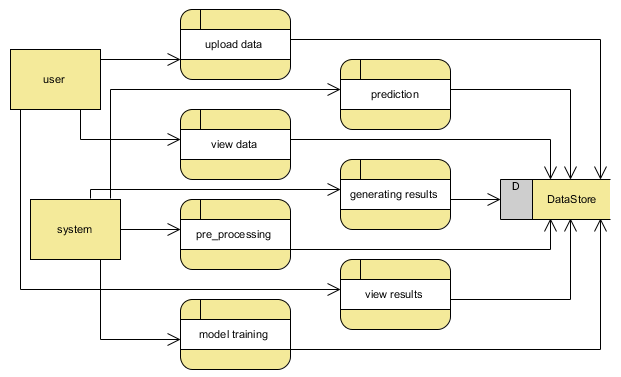 upload data
user
prediction
view data
D
DataStore
generating results
system
pre_processing
view results
model training